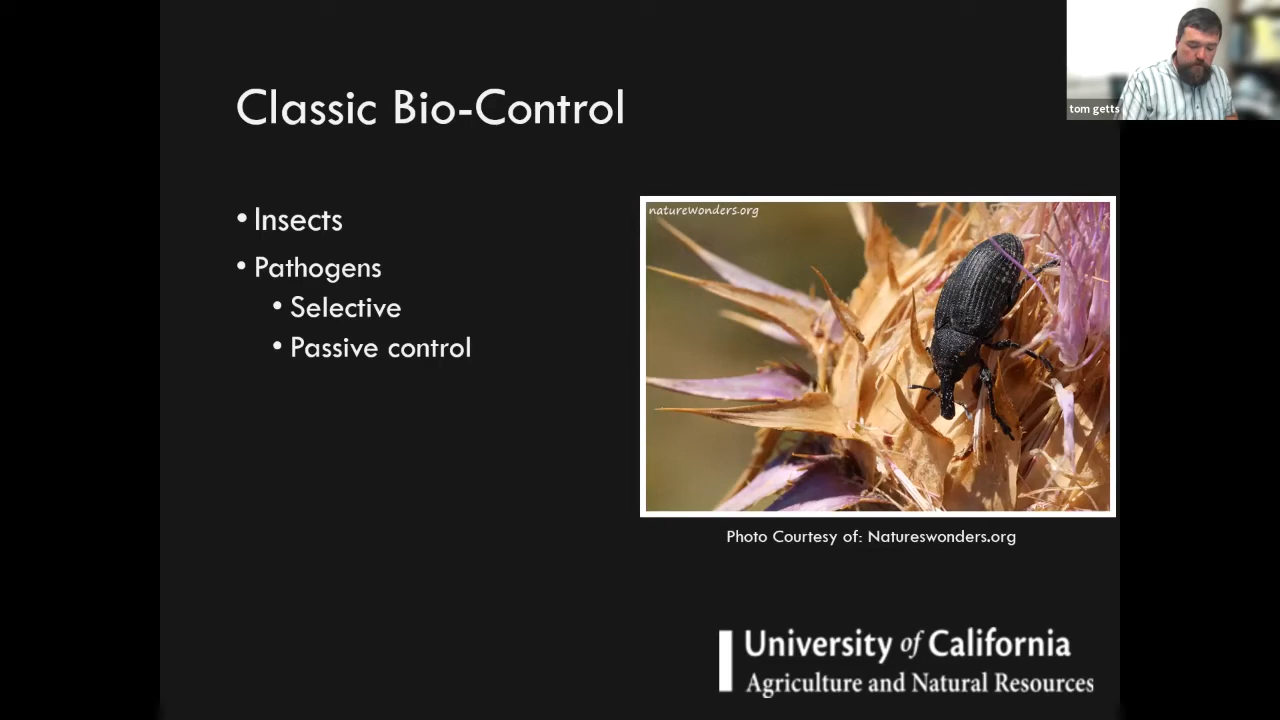 Classic Bio-Control
tom getts
• Insects
• Pathogens
• Selective
• Passive control
naturewonders.org
Photo Courtesy of: Natureswonders.org
University of California
Agriculture and Natural Resources